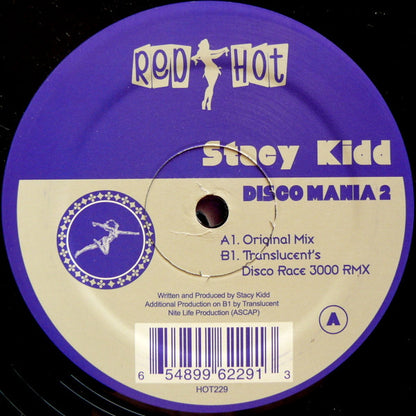 Red Hot
Stacy Kidd
DISCO MANIA 2
A1. Original Mix
B1. Translucent's
Disco Race 3000 RMX
Written and Produced by Stacy Kidd
Additional Production on B1 by Translucent
Nite Life Production (ASCAP)
A
6 54899 62291 3
HOT229